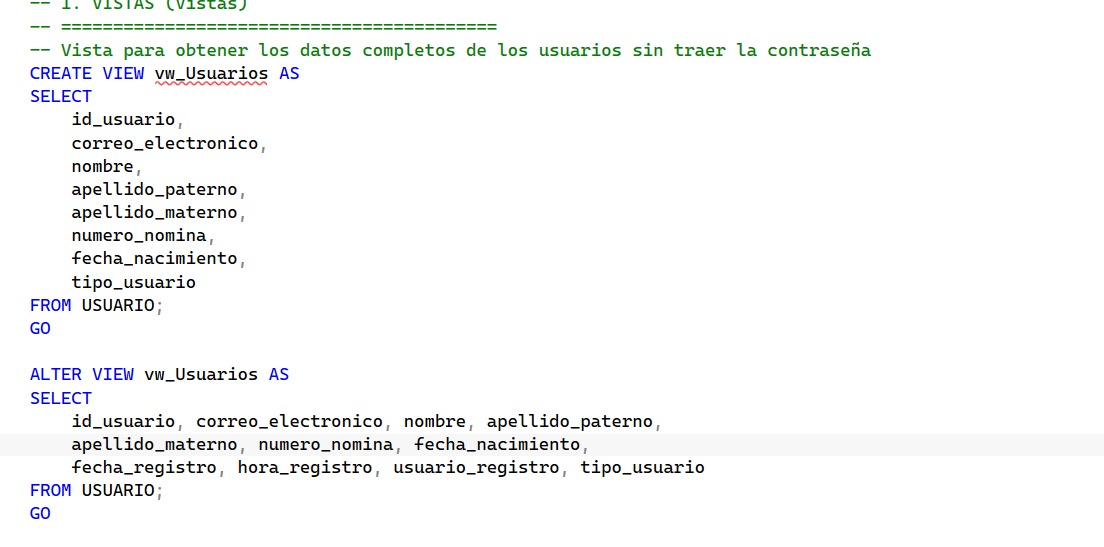 -- 1. VISTAS (Vistas)
-- ==========================================
-- Vista para obtener los datos completos de los usuarios sin traer la contraseña
CREATE VIEW vw_Usuarios AS
SELECT
    id_usuario,
    correo_electronico,
    nombre,
    apellido_paterno,
    apellido_materno,
    numero_nomina,
    fecha_nacimiento,
    tipo_usuario
FROM USUARIO;
GO

ALTER VIEW vw_Usuarios AS
SELECT
    id_usuario, correo_electronico, nombre, apellido_paterno,
    apellido_materno, numero_nomina, fecha_nacimiento,
    fecha_registro, hora_registro, usuario_registro, tipo_usuario
FROM USUARIO;
GO